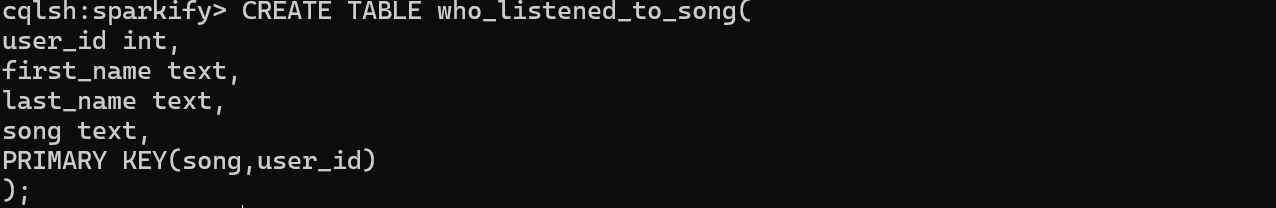 cqlsh:sparkify> CREATE TABLE who_listened_to_song(
user_id int,
first_name text,
last_name text,
song text,
PRIMARY KEY(song,user_id)
);